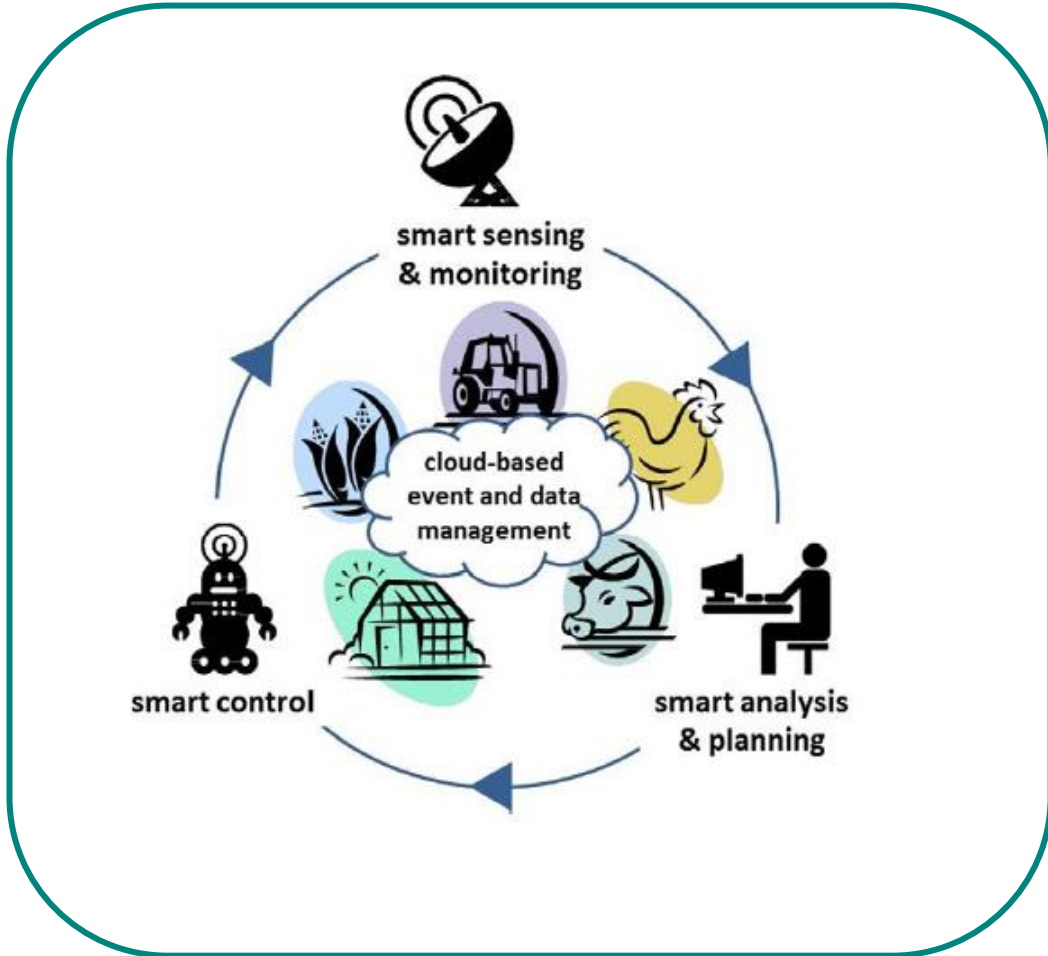 smart sensing
& monitoring
cloud-based
event and data
management
smart control
smart analysis
& planning